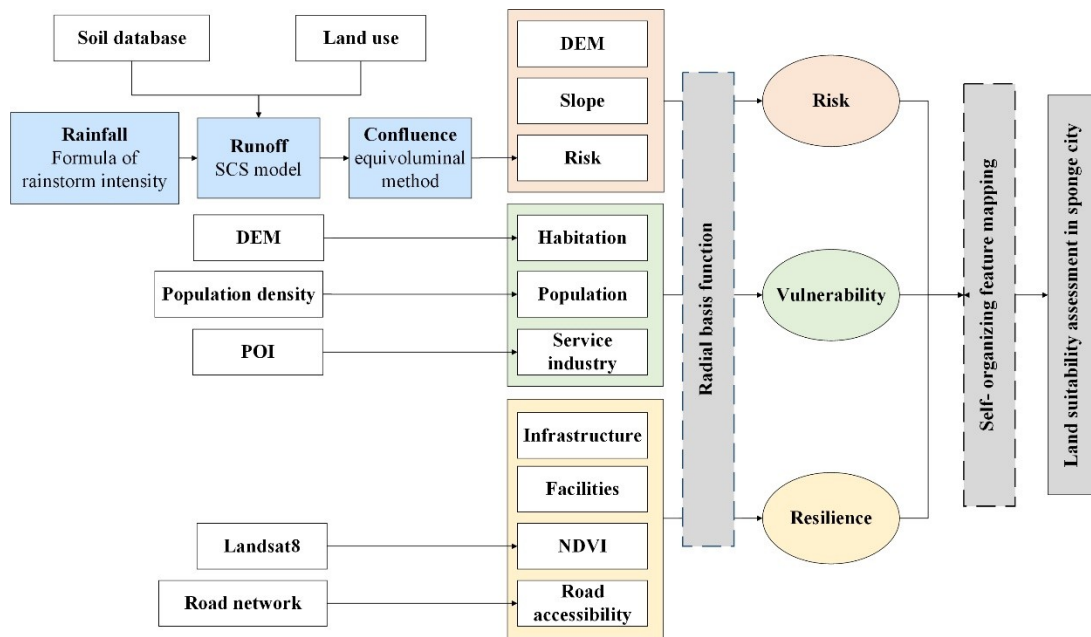 Soil database
Land use
Rainfall
Formula of
rainstorm intensity
Runoff
SCS model
Confluence
equivoluminal
method
DEM
Slope
Risk
DEM
Population density
POI
Habitation
Population
Service
industry
Landsat8
Road network
Infrastructure
Facilities
NDVI
Road
accessibility
Radial basis function
Risk
Vulnerability
Resilience
Self- organizing feature mapping
Land suitability assessment in sponge city